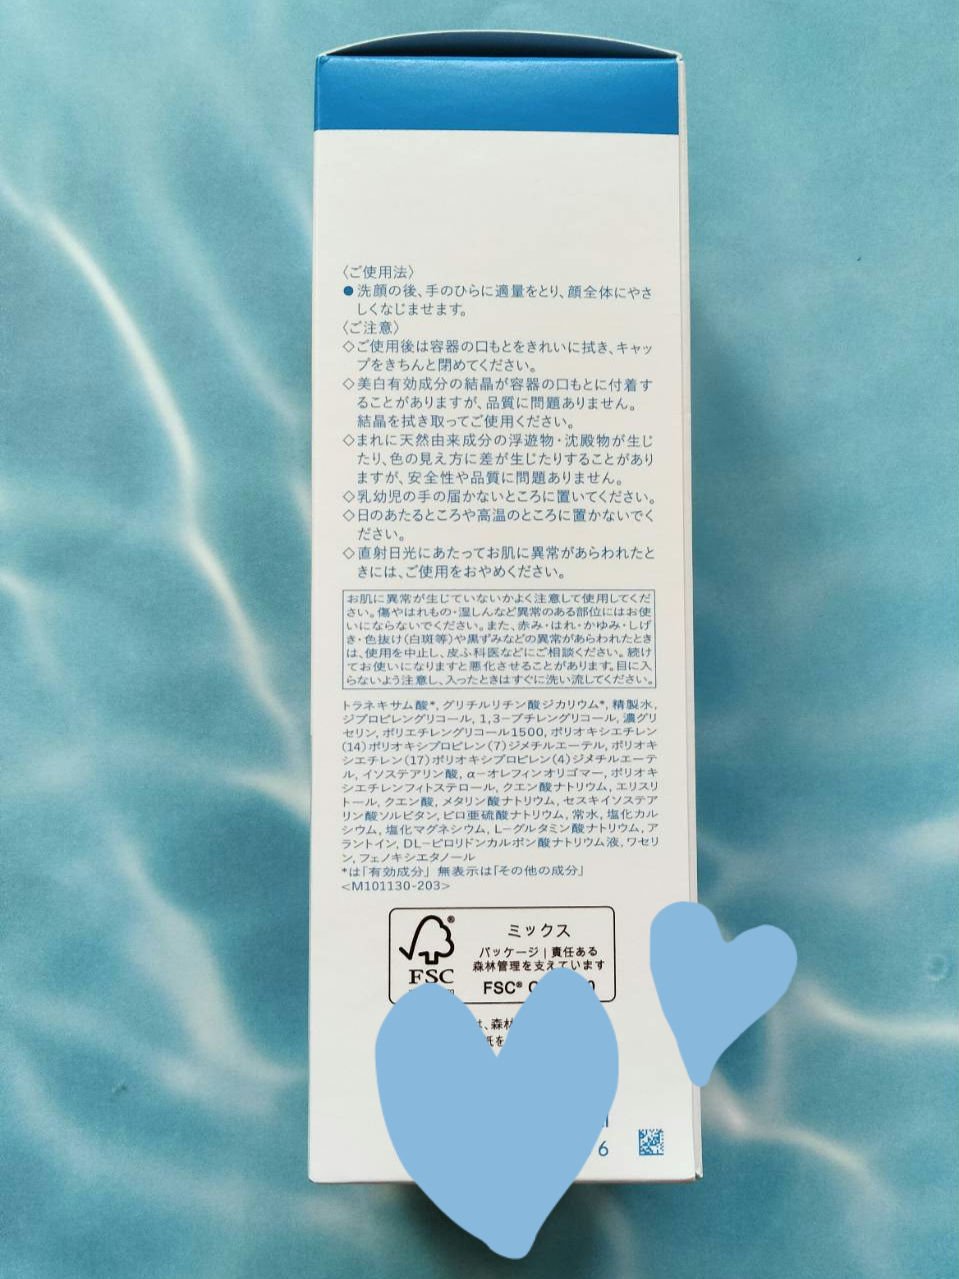 〈ご使用法〉
●洗顔の後、手のひらに適量をとり、顔全体にやさ
しくなじませます。
〈ご注意〉
◇ご使用後は容器の口もとをきれいに拭き、キャッ
プをきちんと閉めてください。
◇美白有効成分の結晶が容器の口もとに付着す
ることがありますが、品質に問題ありません。
結晶を拭き取ってご使用ください。
◇まれに天然由来成分の浮遊物・沈殿物が生じ
たり、色の見え方に差が生じたりすることがあり
ますが、安全性や品質に問題ありません。
◇乳幼児の手の届かないところに置いてください。
◇日のあたるところや高温のところに置かないでく
ださい。
◇直射日光にあたってお肌に異常があらわれたと
きには、ご使用をおやめください。
お肌に異常が生じていないかよく注意して使用してくだ
さい。傷やはれもの・湿しんなど異常のある部位にはお使
いにならないでください。また、赤み・はれ・かゆみ・しげ
き・色抜け(白斑等)や黒ずみなどの異常があらわれたとき
は、使用を中止し、皮ふ科医などにご相談ください。続け
てお使いになりますと悪化させることがあります。目に入
らないよう注意し、入ったときはすぐに洗い流してください。
トラネキサム酸*, グリチルリチン酸ジカリウム*, 精製水,
ジプロピレングリコール, 1,3−ブチレングリコール, 濃グリ
セリン, ポリエチレングリコール1500, ポリオキシエチレン
(14)ポリオキシプロピレン(7)ジメチルエーテル, ポリオキ
シエチレン(17)ポリオキシプロピレン(4)ジメチルエーテ
ル, イソステアリン酸, α−オレフィンオリゴマー, ポリオキ
シエチレンフィトステロール, クエン酸ナトリウム, エリスリ
トール, クエン酸, メタリン酸ナトリウム, セスキイソステア
リン酸ソルビタン, ピロ亜硫酸ナトリウム, 常水, 塩化カル
シウム, 塩化マグネシウム, L−グルタミン酸ナトリウム, ア
ラントイン, DL−ピロリドンカルボン酸ナトリウム液, ワセリ
ン, フェノキシエタノール
*は「有効成分」 無表示は「その他の成分」
<M101130-203>
ミックス
パッケージ | 責任ある
森林管理を支えています
FSC
FSC®
、森林
紙を
6